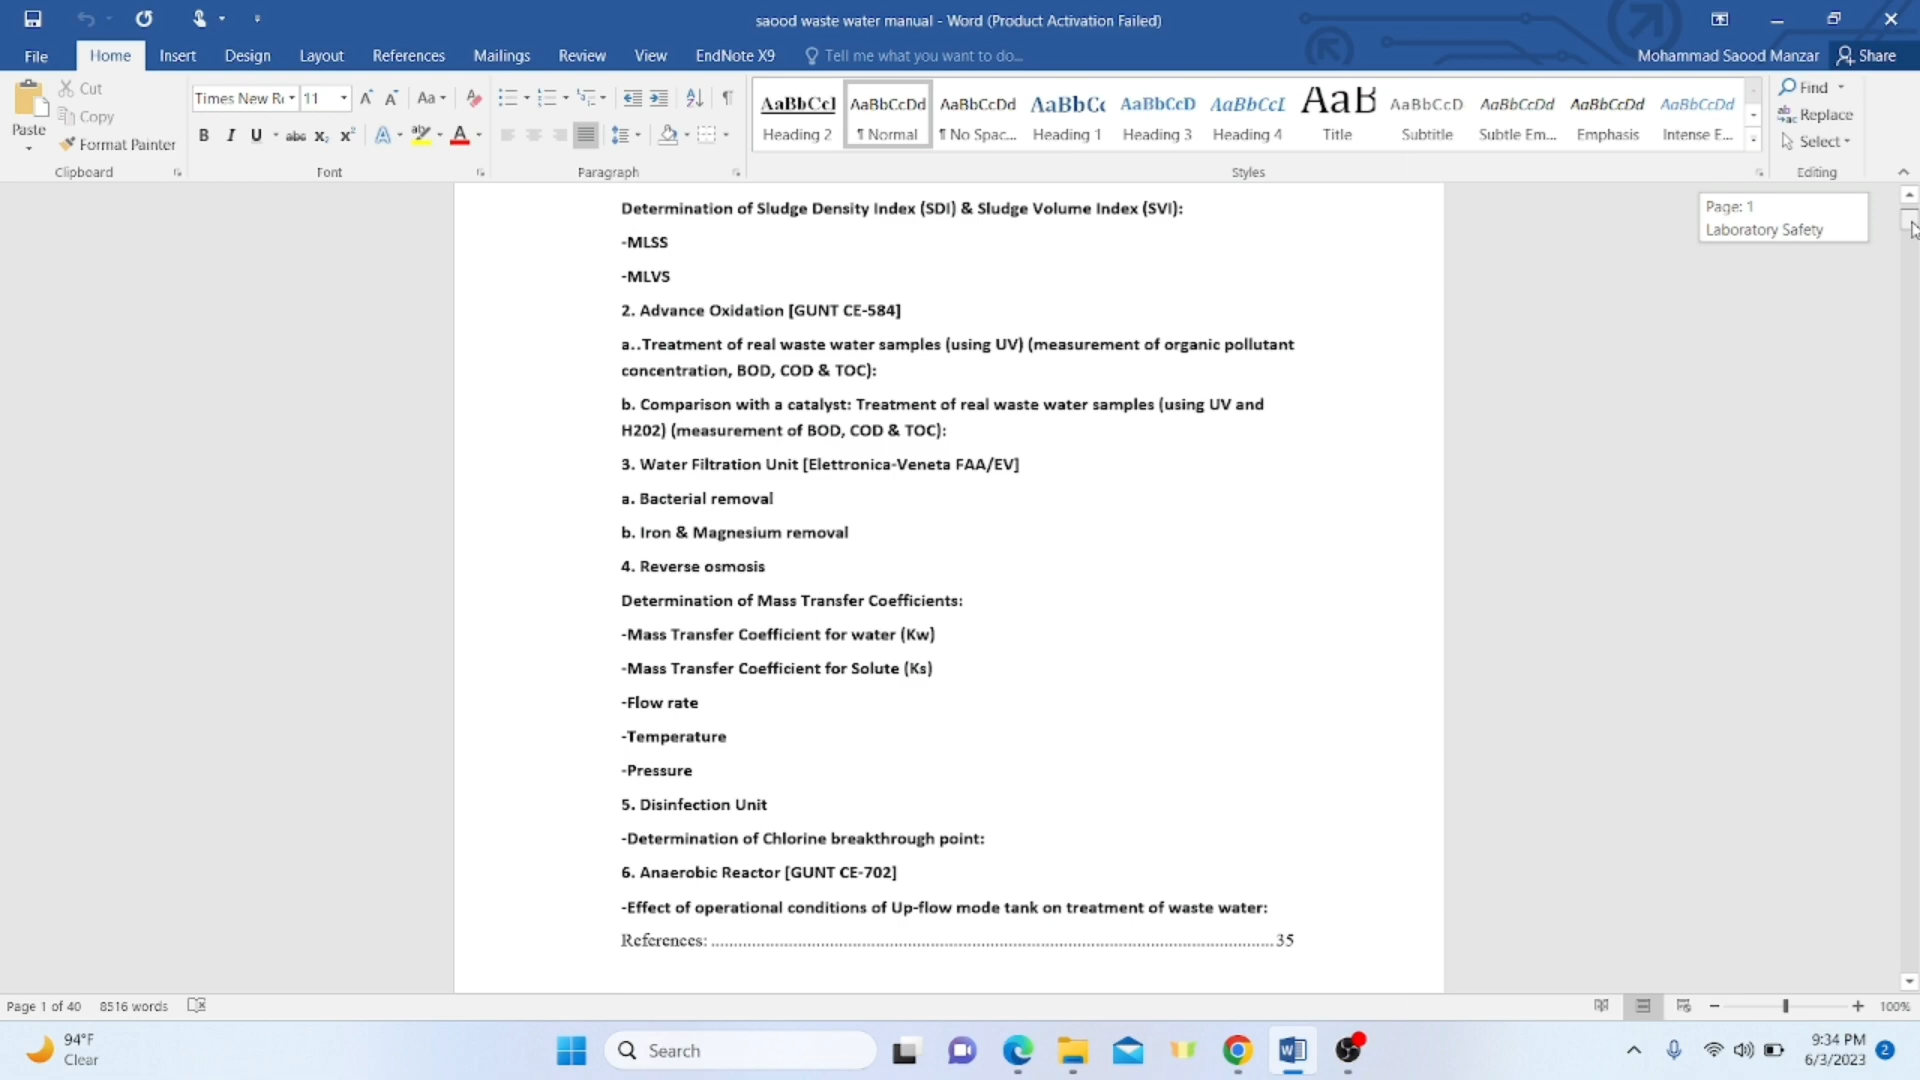 saood waste water manual - Word (Product Activation Failed)
File Home Insert Design Layout References Mailings Review View EndNote X9 Tell me what you want to do... Mohammad Saood Manzar Share
Paste
Cut
Copy
Format Painter
Clipboard
Times New R 11
Font
Paragraph
AaBbCcI AaBbCcDd AaBbCcDd AaBbCc AaBbCcD AaBbCcL AaB AaBbCcD AaBbCcDd AaBbCcDd AaBbCcDd
Heading 2 ¶ Normal ¶ No Spac... Heading 1 Heading 3 Heading 4 Title Subtitle Subtle Em... Emphasis Intense E...
Styles
Find
Replace
Select
Editing
Page: 1
Laboratory Safety
Determination of Sludge Density Index (SDI) & Sludge Volume Index (SVI):
-MLSS
-MLVS
2. Advance Oxidation [GUNT CE-584]
a..Treatment of real waste water samples (using UV) (measurement of organic pollutant
concentration, BOD, COD & TOC):
b. Comparison with a catalyst: Treatment of real waste water samples (using UV and
H202) (measurement of BOD, COD & TOC):
3. Water Filtration Unit [Elettronica-Veneta FAA/EV]
a. Bacterial removal
b. Iron & Magnesium removal
4. Reverse osmosis
Determination of Mass Transfer Coefficients:
-Mass Transfer Coefficient for water (Kw)
-Mass Transfer Coefficient for Solute (Ks)
-Flow rate
-Temperature
-Pressure
5. Disinfection Unit
-Determination of Chlorine breakthrough point:
6. Anaerobic Reactor [GUNT CE-702]
-Effect of operational conditions of Up-flow mode tank on treatment of waste water:
References: ........................................ 35
Page 1 of 40 8516 words 100%
94°F
Clear
Search
9:34 PM
6/3/2023
2